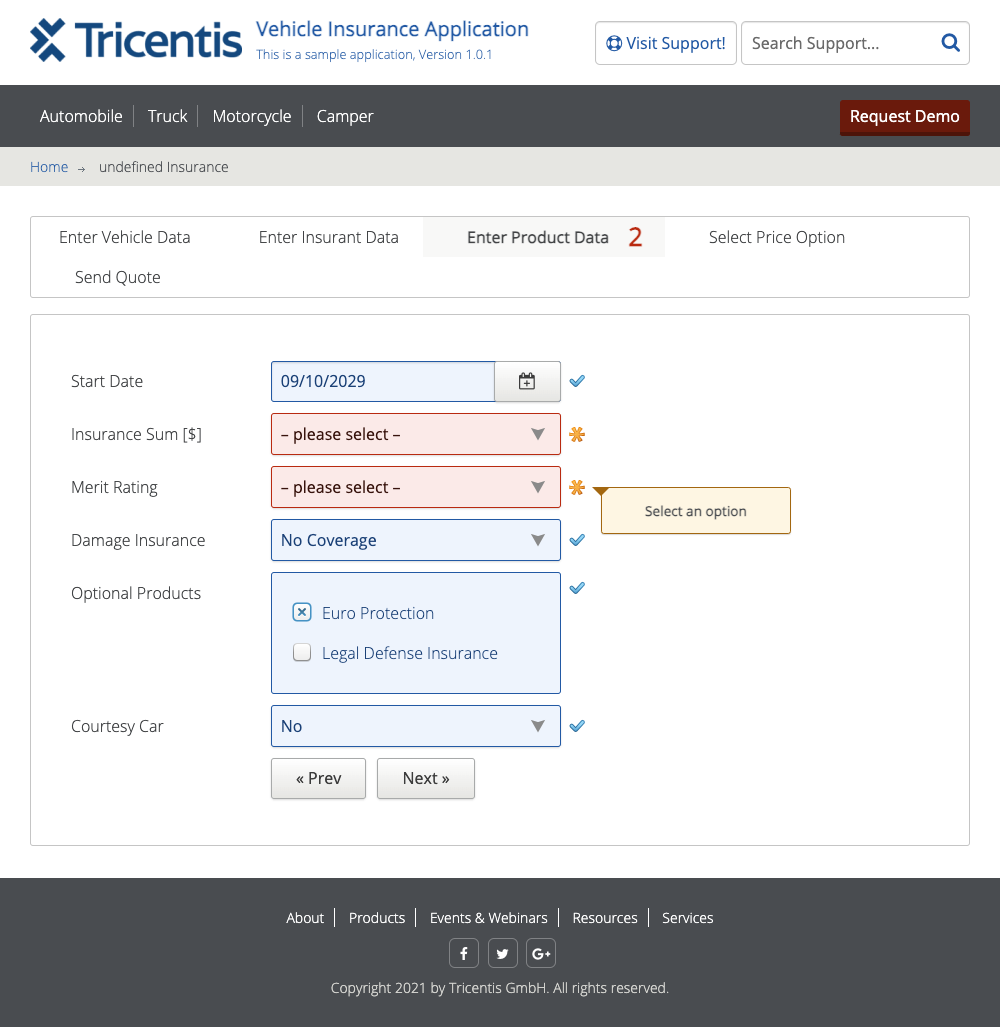 Tricentis
Vehicle Insurance Application
This is a sample application, Version 1.0.1
Visit Support!
Search Support...
Automobile
Truck
Motorcycle
Camper
Request Demo
Home → undefined Insurance
Enter Vehicle Data
Enter Insurant Data
Enter Product Data 2
Select Price Option
Send Quote
Start Date
09/10/2029
Insurance Sum [$]
– please select –
Merit Rating
– please select –
Select an option
Damage Insurance
No Coverage
Optional Products
Euro Protection
Legal Defense Insurance
Courtesy Car
No
« Prev
Next »
About
Products
Events & Webinars
Resources
Services
f
G+
Copyright 2021 by Tricentis GmbH. All rights reserved.